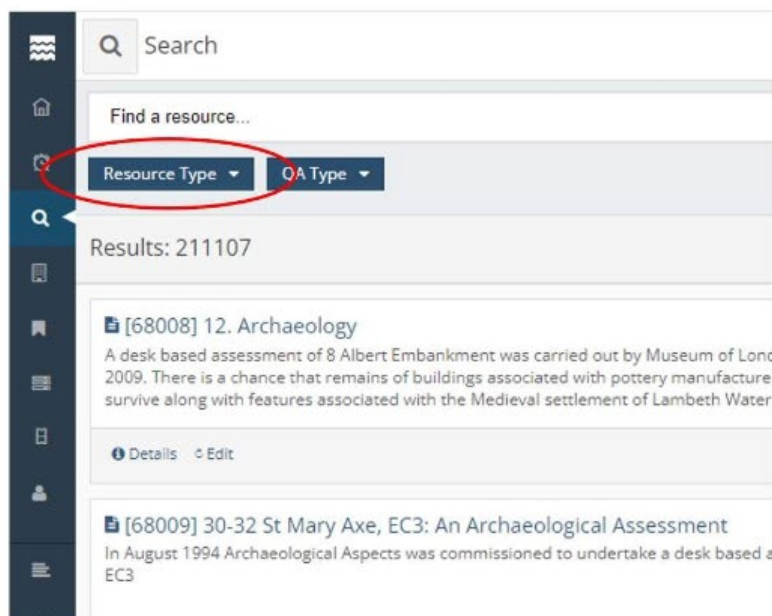 Search
Find a resource...
Resource Type QA Type
Results: 211107
[68008] 12. Archaeology
A desk based assessment of 8 Albert Embankment was carried out by Museum of
2009. There is a chance that remains of buildings associated with pottery manufacture
survive along with features associated with the Medieval settlement of Lambeth
Details Edit
[68009] 30-32 St Mary Axe, EC3: An Archaeological Assessment
In August 1994 Archaeological Aspects was commissioned to undertake a desk based
EC3